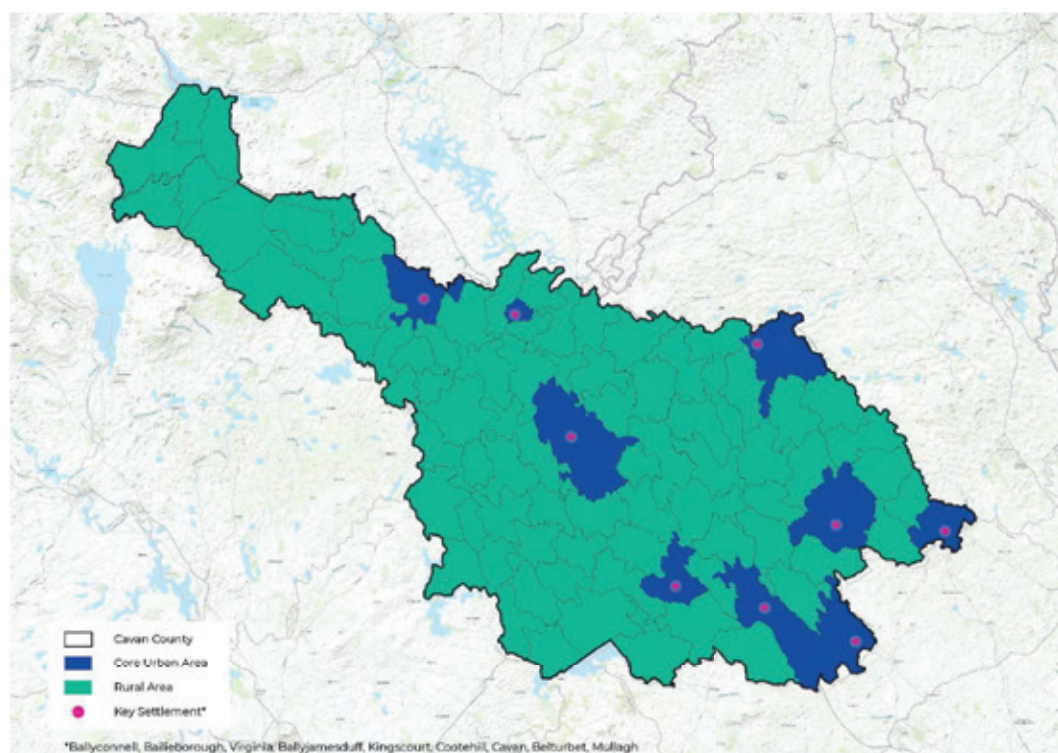 Cavan County
Core Urban Area
Rural Area
Key Settlement*
*Ballyconnell, Bailieborough, Virginia, Ballyjamesduff, Kingscourt, Cootehill, Cavan, Belturbet, Mullagh